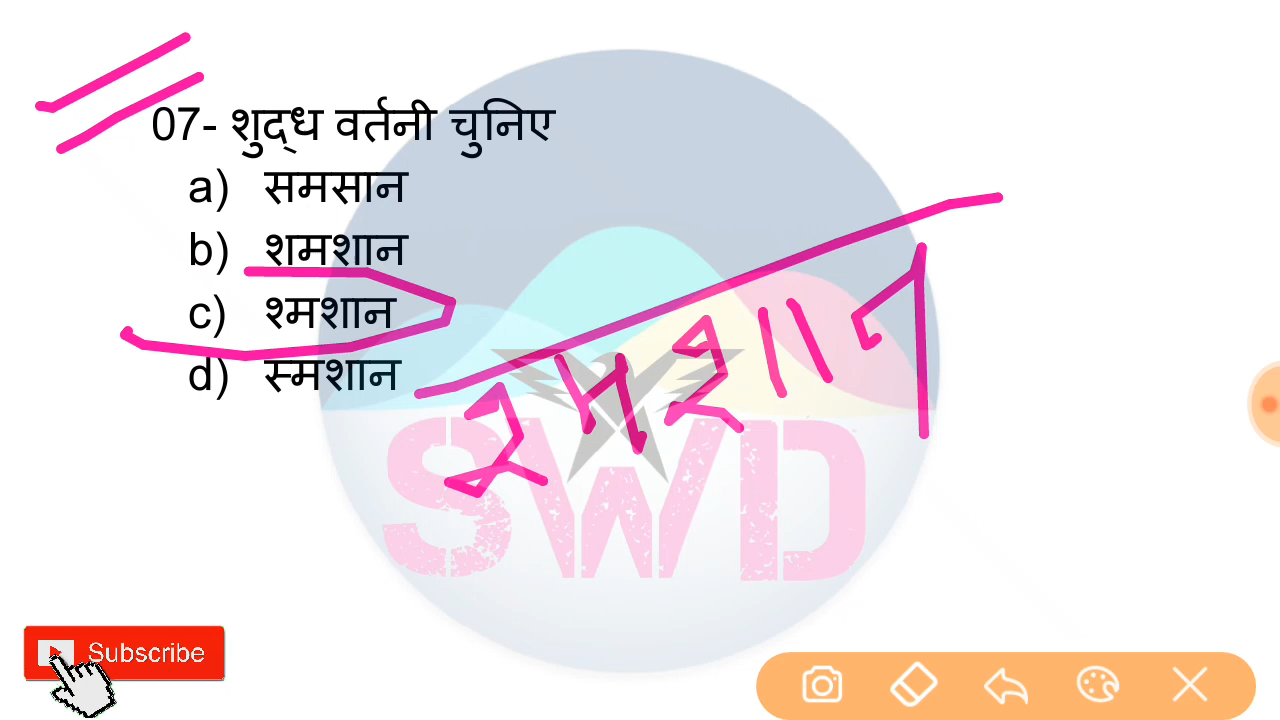 07- शुद्ध वर्तनी चुनिए
a) समसान
b) शमशान
c) श्मशान
d) स्मशान
श्मशान
SWD
Subscribe